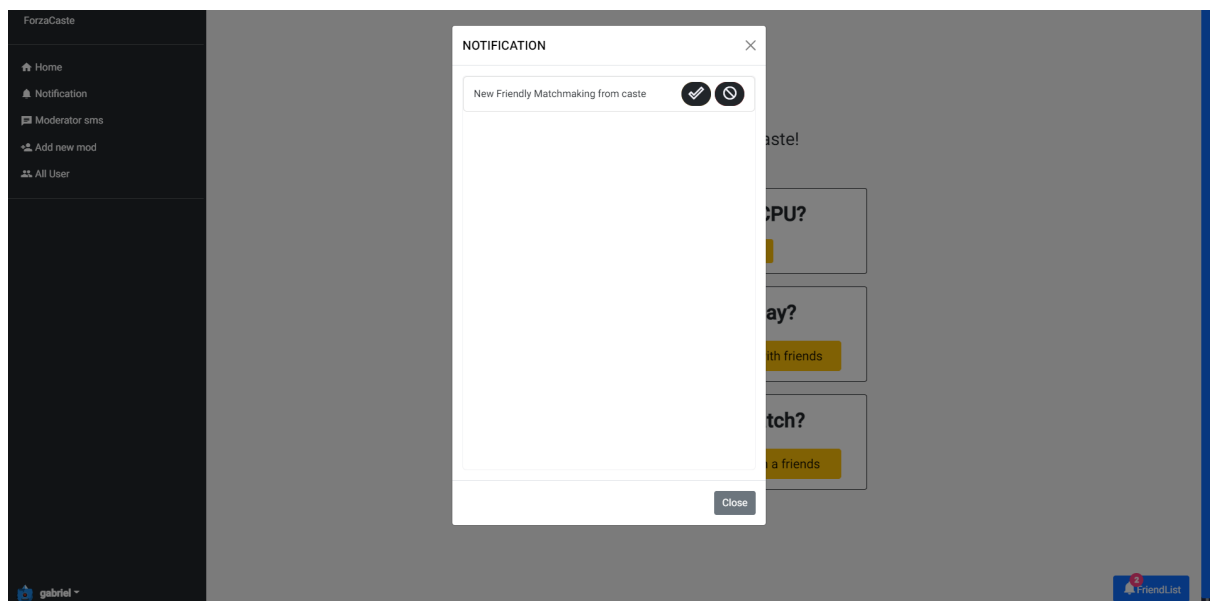 ForzaCaste
Home
Notification
Moderator sms
Add new mod
All User
gabriel
NOTIFICATION
New Friendly Matchmaking from caste
Close
aste!
CPU?
ay?
ith friends
tch?
a friends
2
FriendList